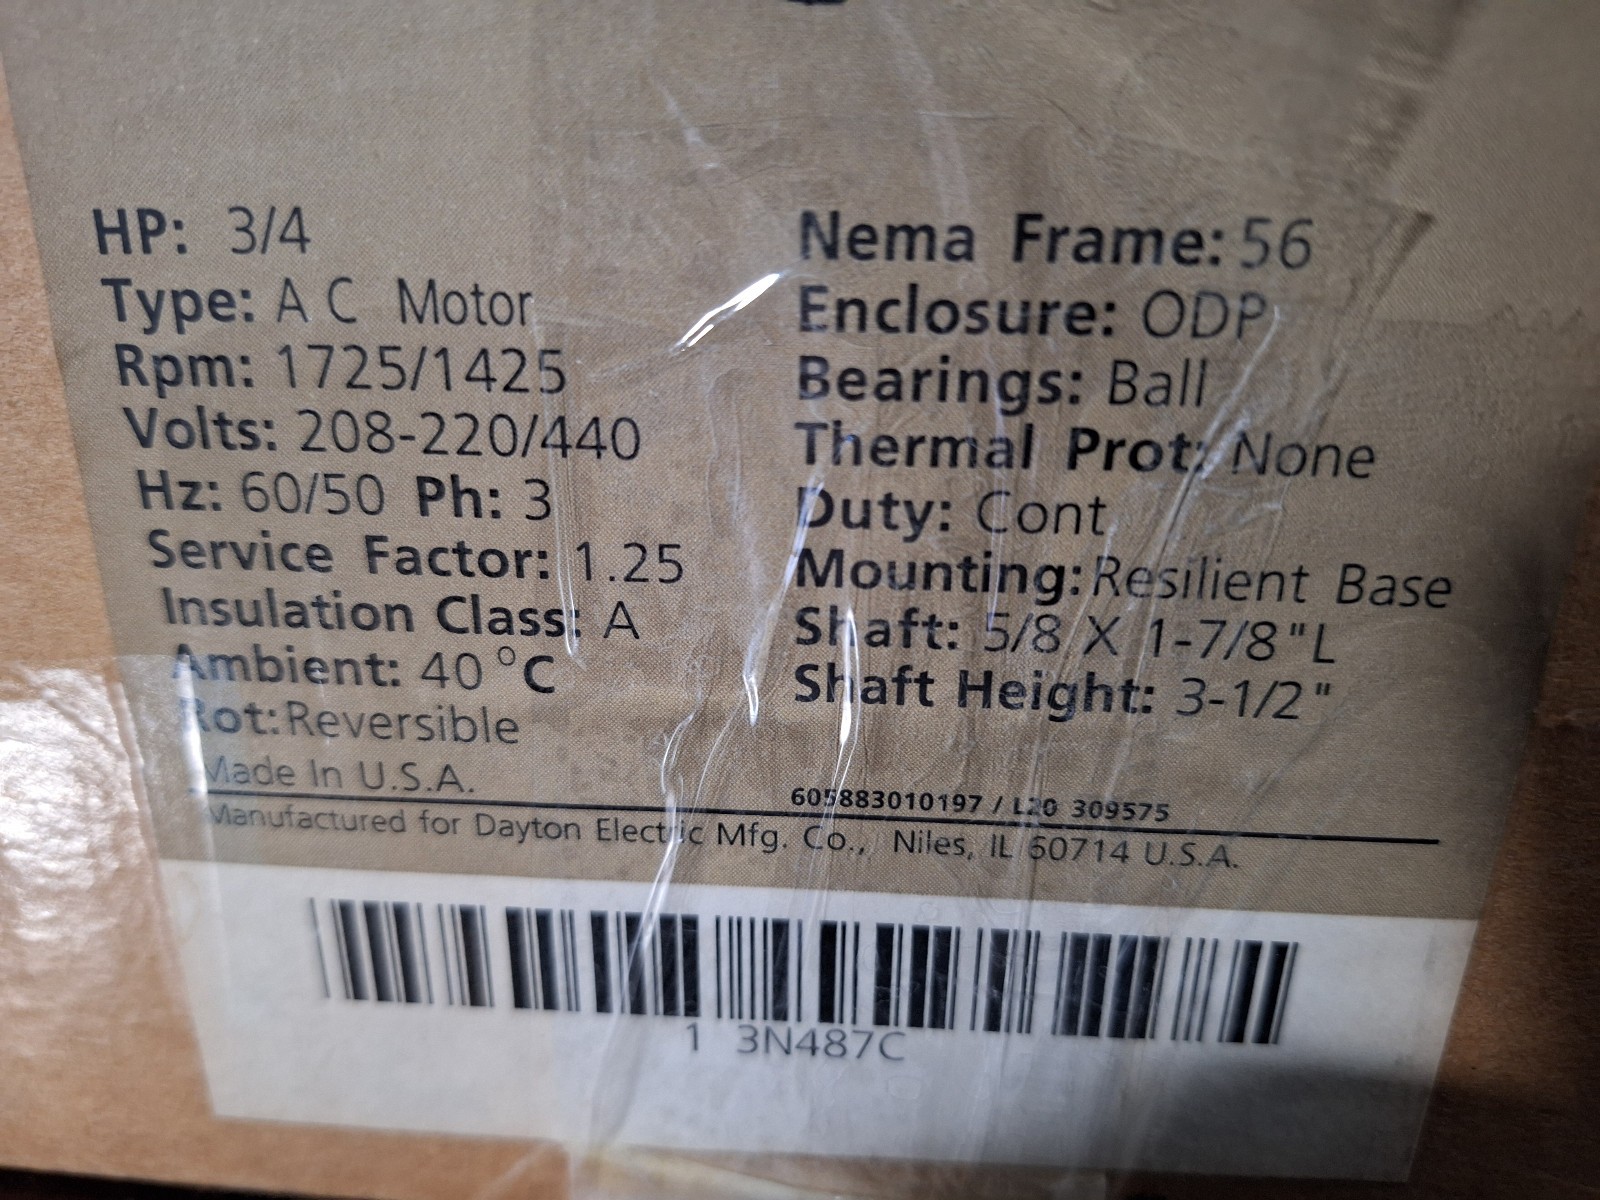 HP: 3/4
Type: A C Motor
Rpm: 1725/1425
Volts: 208-220/440
Hz: 60/50 Ph: 3
Service Factor: 1.25
Insulation Class: A
Ambient: 40 °C
Rot: Reversible
Made In U.S.A.
Nema Frame: 56
Enclosure: ODP
Bearings: Ball
Thermal Prot: None
Duty: Cont
Mounting: Resilient Base
Shaft: 5/8 X 1-7/8"L
Shaft Height: 3-1/2"
605883010197 / L20 309575
Manufactured for Dayton Electric Mfg. Co., Niles, IL 60714 U.S.A.
1 3N487C